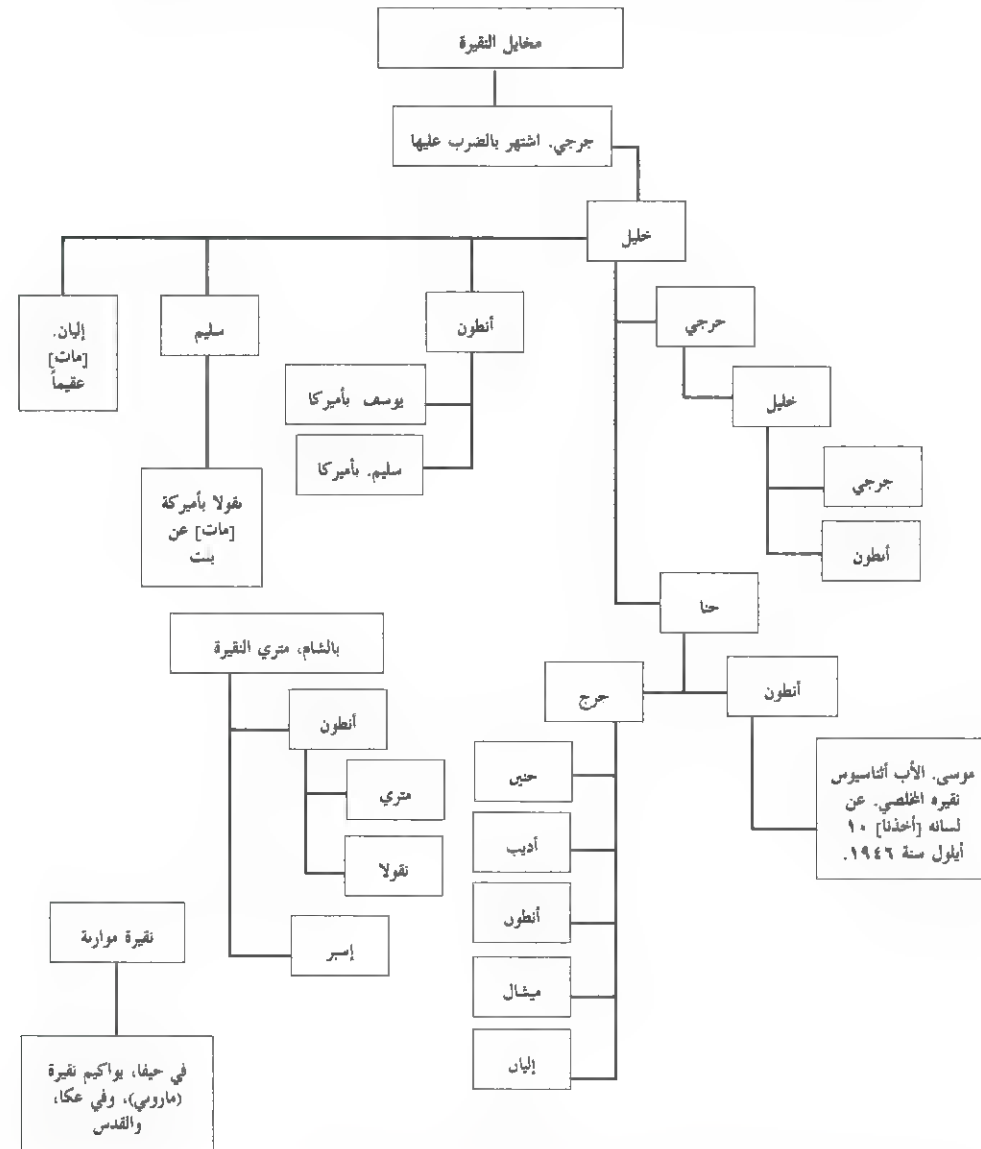 مخايل النقيرة
جرجي. اشتهر بالضرب عليها
خليل
حرجي
خليل
جرجي
أنطون
أنطون
يوسف بأميركا
سليم. بأميركا
سليم
نقولا بأميركة
[مات] عن
بنت
إليان.
[مات]
عقيماً
حنا
أنطون
موسى. الأب أثناسيوس
نقيره المخلصي. عن
لسانه [أخذنا] ١٠
أيلول سنة ١٩٤٦.
حرج
حنين
أديب
أنطون
ميشال
إليان
بالشام، متري النقيرة
أنطون
متري
نقولا
إسبر
نقيرة موارنة
في حيفا، يواكيم نقيرة
(ماروني)، وفي عكا،
والقدس